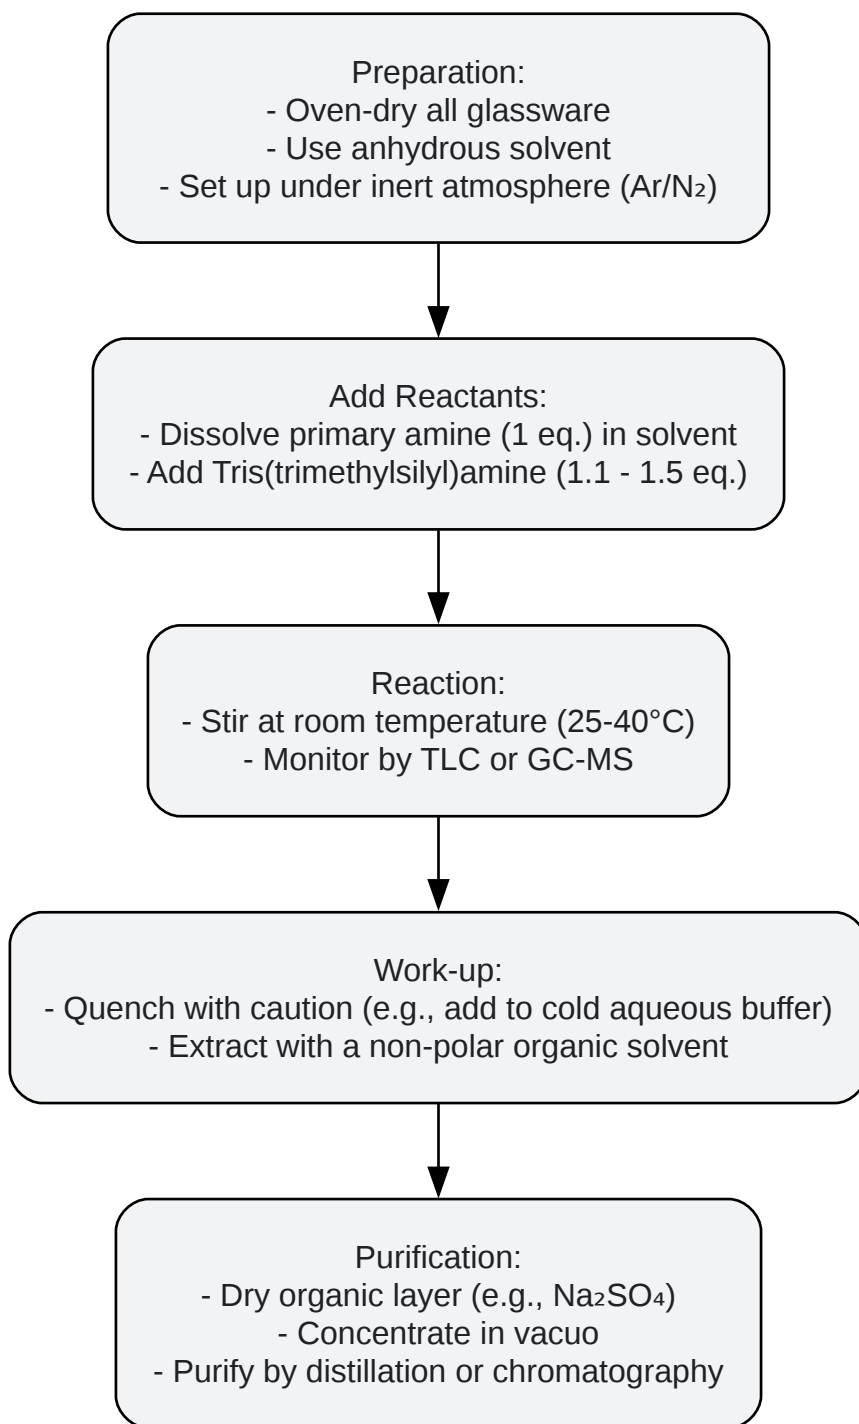 Preparation:
- Oven-dry all glassware
- Use anhydrous solvent
- Set up under inert atmosphere (Ar/N₂)
Add Reactants:
- Dissolve primary amine (1 eq.) in solvent
- Add Tris(trimethylsilyl)amine (1.1 - 1.5 eq.)
Reaction:
- Stir at room temperature (25-40°C)
- Monitor by TLC or GC-MS
Work-up:
- Quench with caution (e.g., add to cold aqueous buffer)
- Extract with a non-polar organic solvent
Purification:
- Dry organic layer (e.g., Na₂SO₄)
- Concentrate in vacuo
- Purify by distillation or chromatography